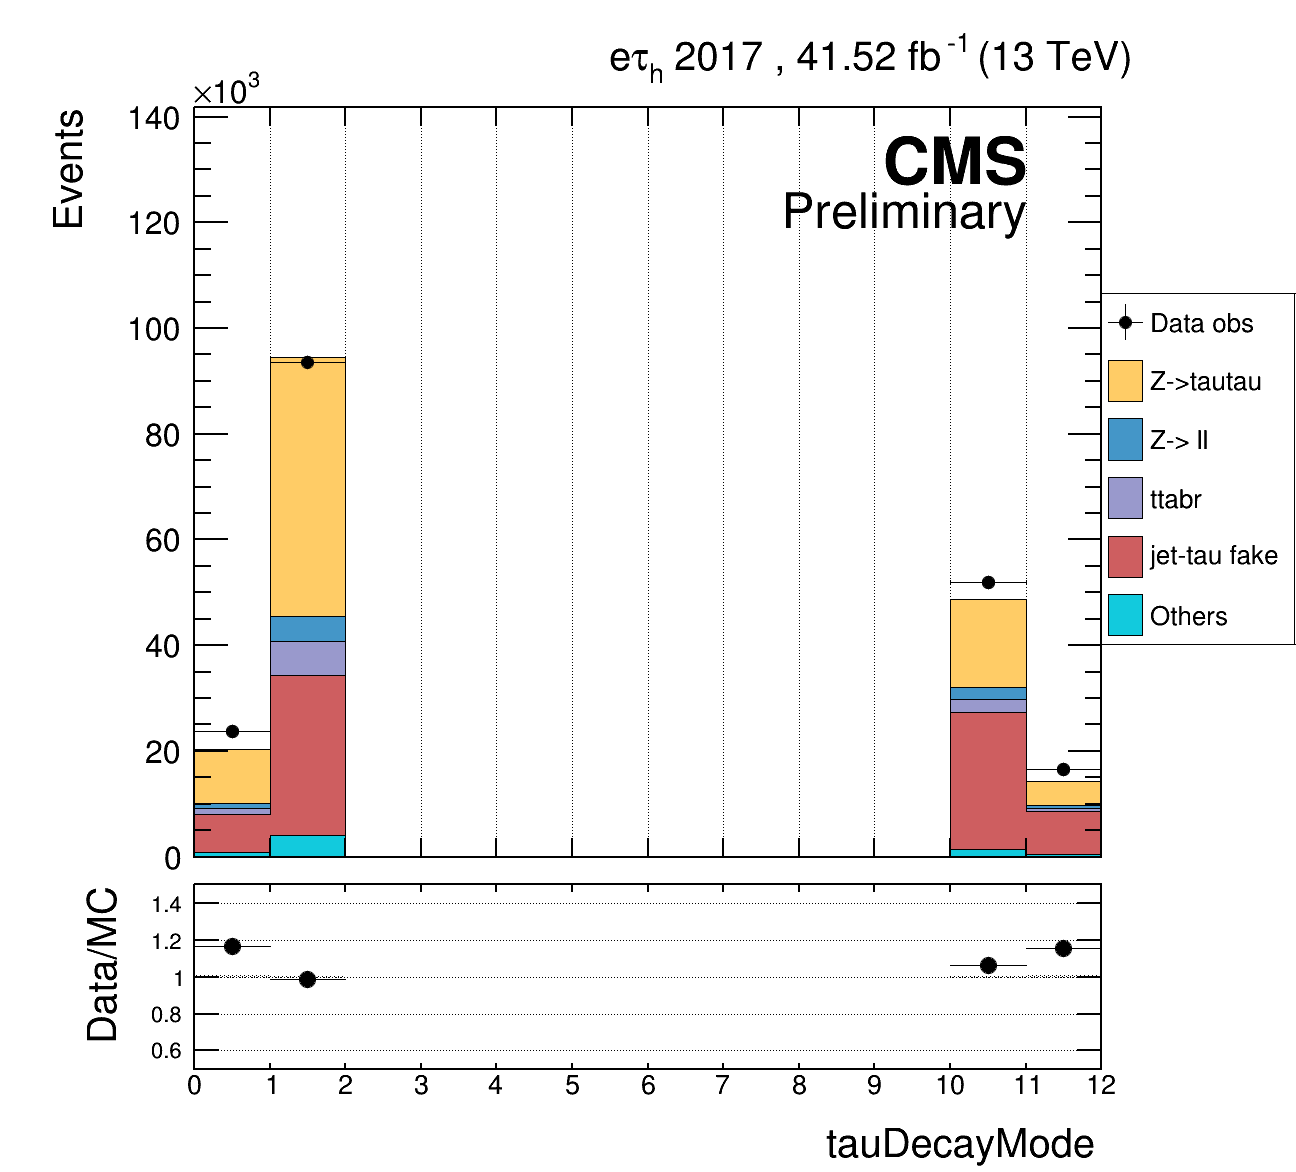 eτh 2017 , 41.52 fb-1 (13 TeV)
×10³
Events
140
120
100
80
60
40
20
0
CMS
Preliminary
Data obs
Z->tautau
Z-> ll
ttabr
jet-tau fake
Others
Data/MC
1.4
1.2
1
0.8
0.6
0 1 2 3 4 5 6 7 8 9 10 11 12
tauDecayMode